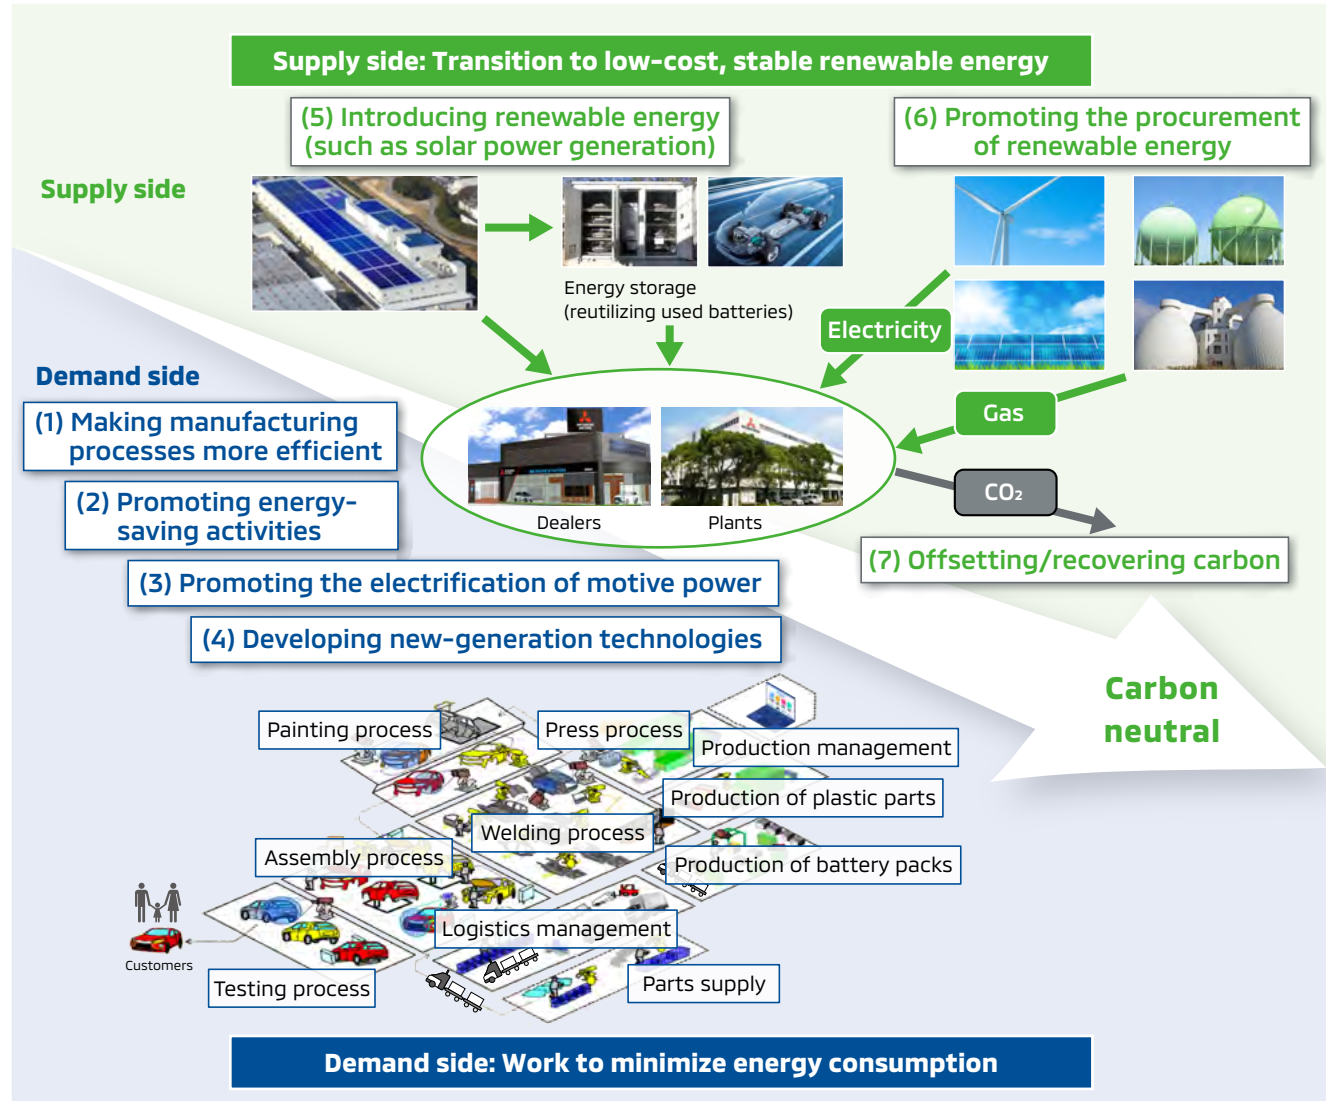 Supply side: Transition to low-cost, stable renewable energy
(5) Introducing renewable energy
(such as solar power generation)
(6) Promoting the procurement
of renewable energy
Supply side
Energy storage
(reutilizing used batteries)
Electricity
Gas
CO₂
Dealers
Plants
(7) Offsetting/recovering carbon
Demand side
(1) Making manufacturing
processes more efficient
(2) Promoting energy-
saving activities
(3) Promoting the electrification of motive power
(4) Developing new-generation technologies
Carbon
neutral
Painting process
Press process
Production management
Production of plastic parts
Welding process
Assembly process
Production of battery packs
Logistics management
Customers
Testing process
Parts supply
Demand side: Work to minimize energy consumption